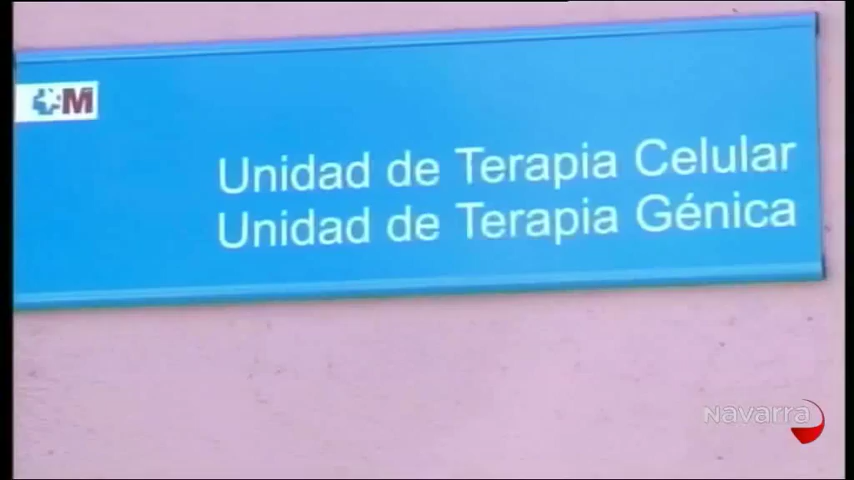 M
Unidad de Terapia Celular
Unidad de Terapia Génica
Navarra